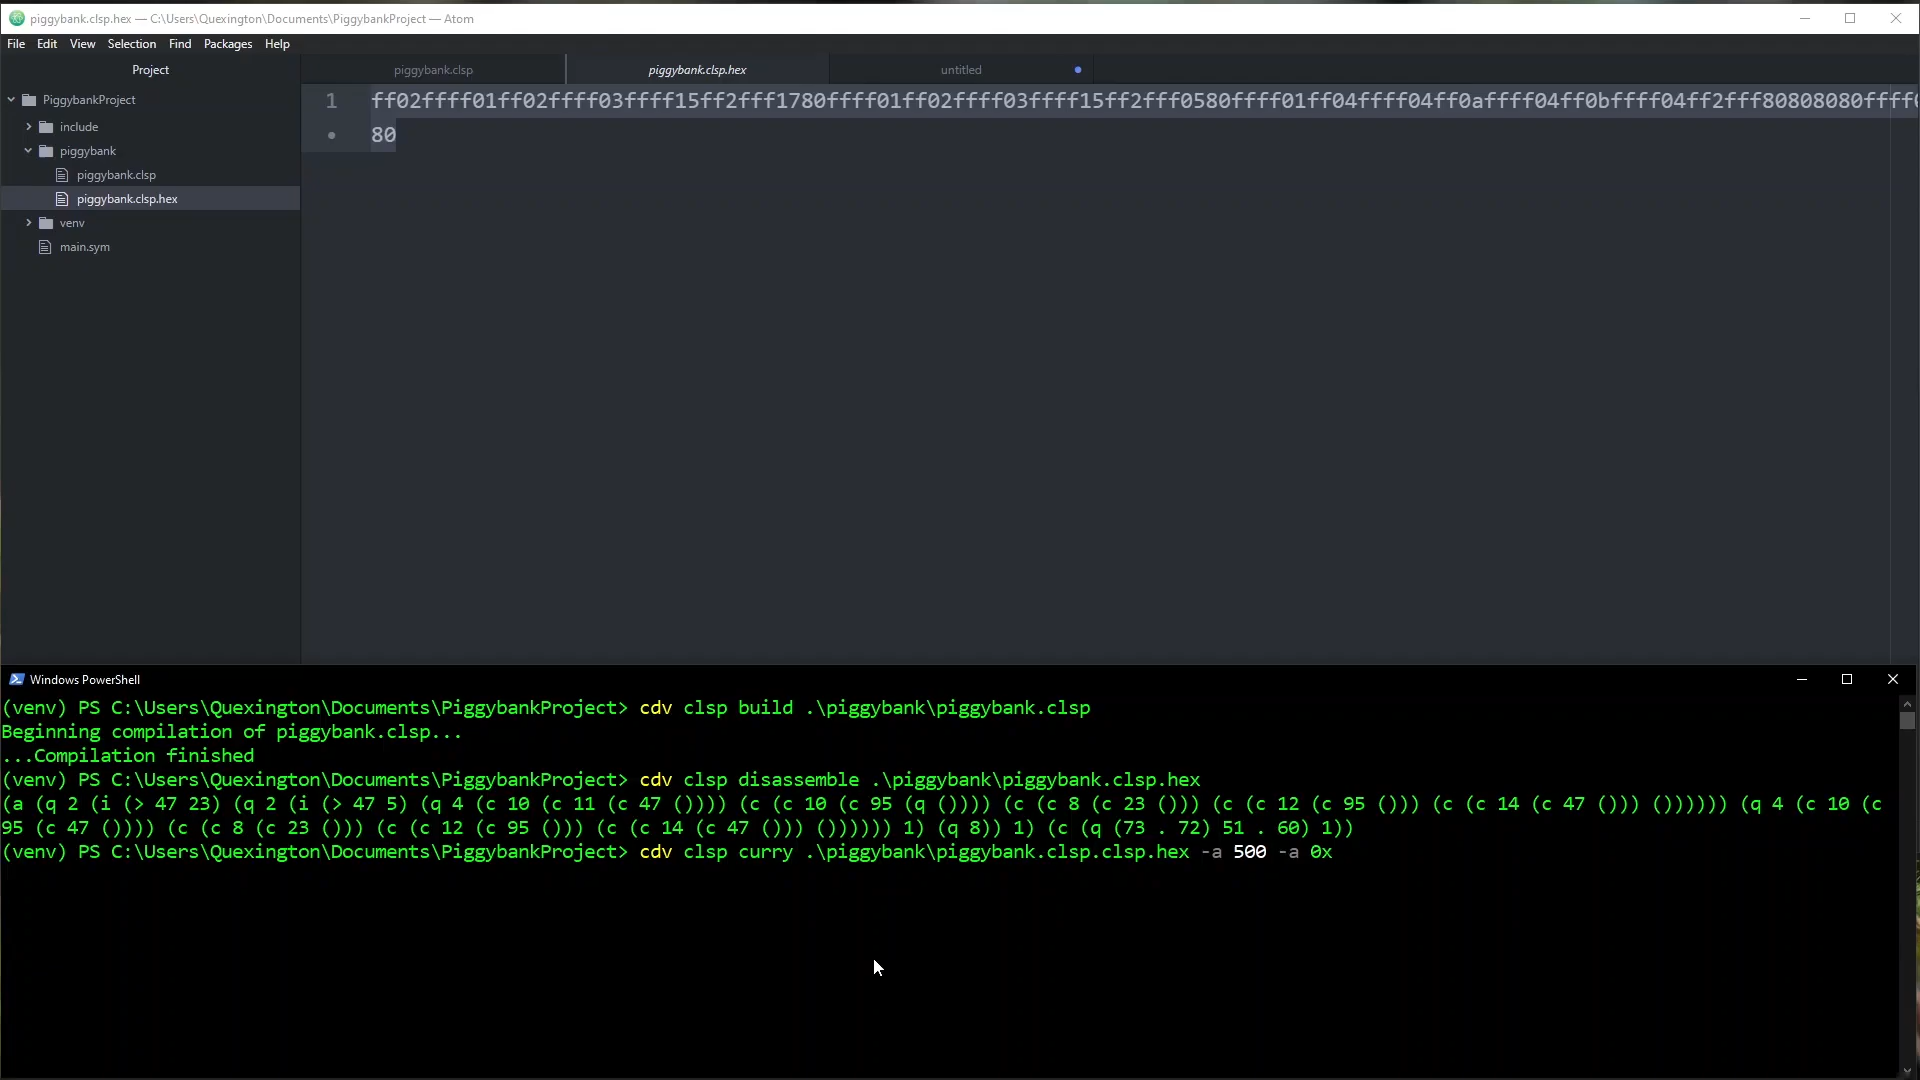 piggybank.clsp.hex — C:\Users\Quexington\Documents\PiggybankProject — Atom
File Edit View Selection Find Packages Help
Project
piggybank.clsp
piggybank.clsp.hex
untitled
PiggybankProject
include
piggybank
piggybank.clsp
piggybank.clsp.hex
venv
main.sym
1 ff02ffff01ff02ffff03ffff15ff2fff1780ffff01ff02ffff03ffff15ff2fff0580ffff01ff04ffff04ff0affff04ff0bffff04ff2fff80808080ffff
• 80
Windows PowerShell
(venv) PS C:\Users\Quexington\Documents\PiggybankProject> cdv clsp build .\piggybank\piggybank.clsp
Beginning compilation of piggybank.clsp...
...Compilation finished
(venv) PS C:\Users\Quexington\Documents\PiggybankProject> cdv clsp disassemble .\piggybank\piggybank.clsp.hex
(a (q 2 (i (> 47 23) (q 2 (i (> 47 5) (q 4 (c 10 (c 11 (c 47 ()))) (c (c 10 (c 95 (q ()))) (c (c 8 (c 23 ())) (c (c 12 (c 95 ())) (c (c 14 (c 47 ())) ()))))) (q 4 (c 10 (c
95 (c 47 ()))) (c (c 8 (c 23 ())) (c (c 12 (c 95 ())) (c (c 14 (c 47 ())) ()))))) 1) (q 8)) 1) (c (q (73 . 72) 51 . 60) 1))
(venv) PS C:\Users\Quexington\Documents\PiggybankProject> cdv clsp curry .\piggybank\piggybank.clsp.clsp.hex -a 500 -a 0x